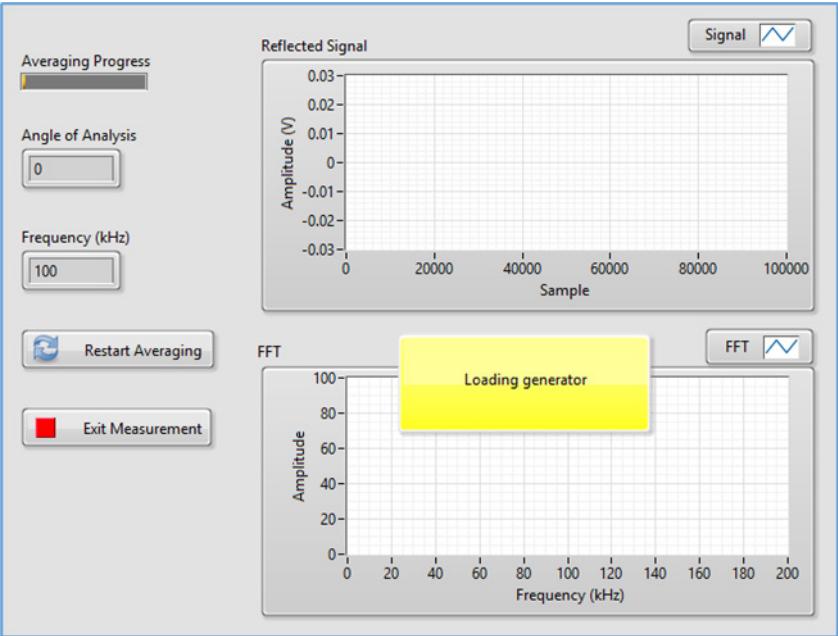 Averaging Progress
Angle of Analysis
0
Frequency (kHz)
100
Restart Averaging
Exit Measurement
Reflected Signal
Signal
Amplitude (V)
0.03
0.02
0.01
0
-0.01
-0.02
-0.03
0 20000 40000 60000 80000 100000
Sample
FFT
FFT
Loading generator
Amplitude
100
80
60
40
20
0
0 20 40 60 80 100 120 140 160 180 200
Frequency (kHz)